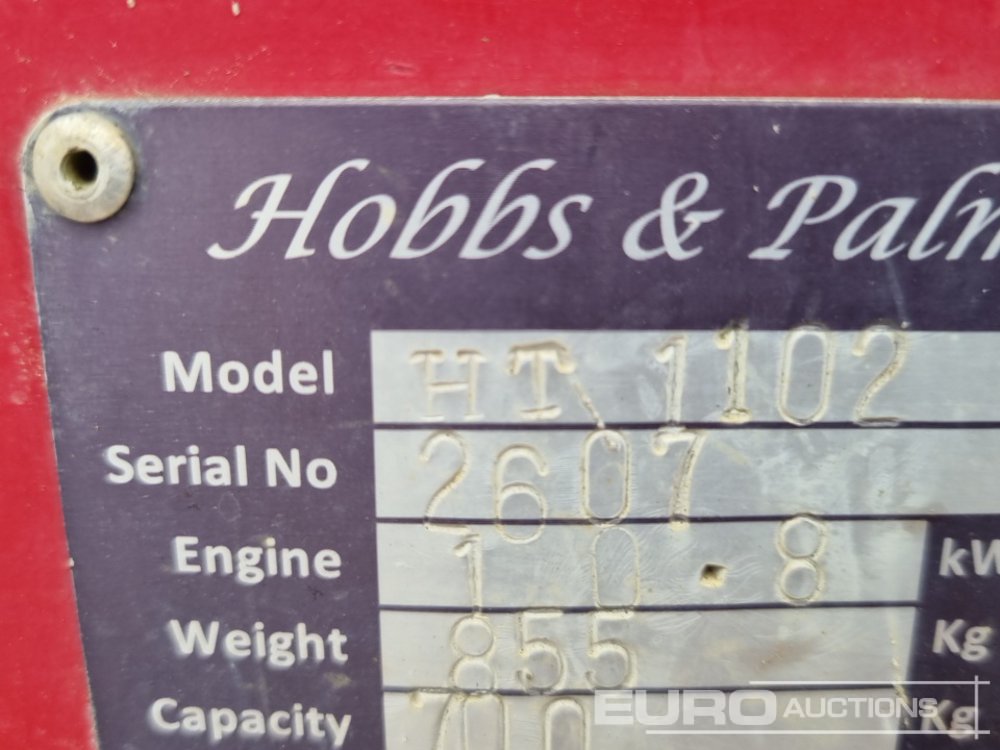 Hobbs & Palm
Model HT 1102
Serial No 2607
Engine 10.8 kW
Weight 855 Kg
Capacity 700 Kg
EURO AUCTIONS